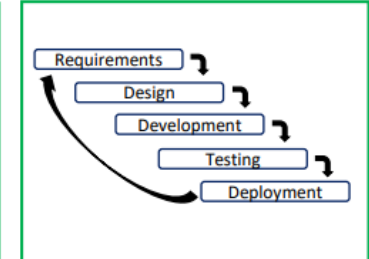 Requirements
Design
Development
Testing
Deployment